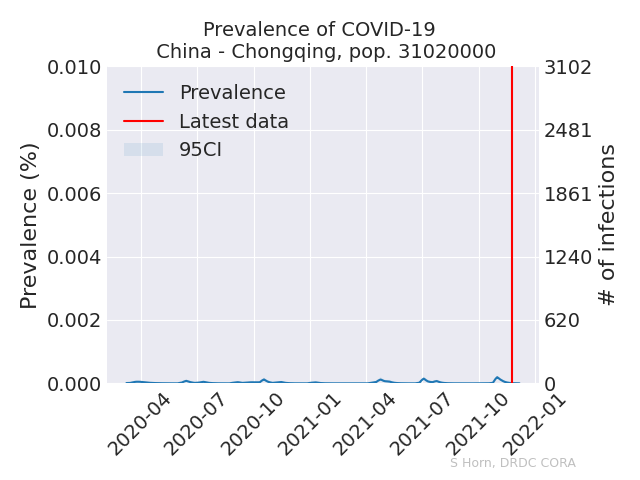 Prevalence of COVID-19
China - Chongqing, pop. 31020000
Prevalence
Latest data
95CI
Prevalence (%)
0.010
0.008
0.006
0.004
0.002
0.000
3102
2481
1861
1240
620
0
# of infections
2020-04
2020-07
2020-10
2021-01
2021-04
2021-07
2021-10
2022-01
S Horn, DRDC CORA